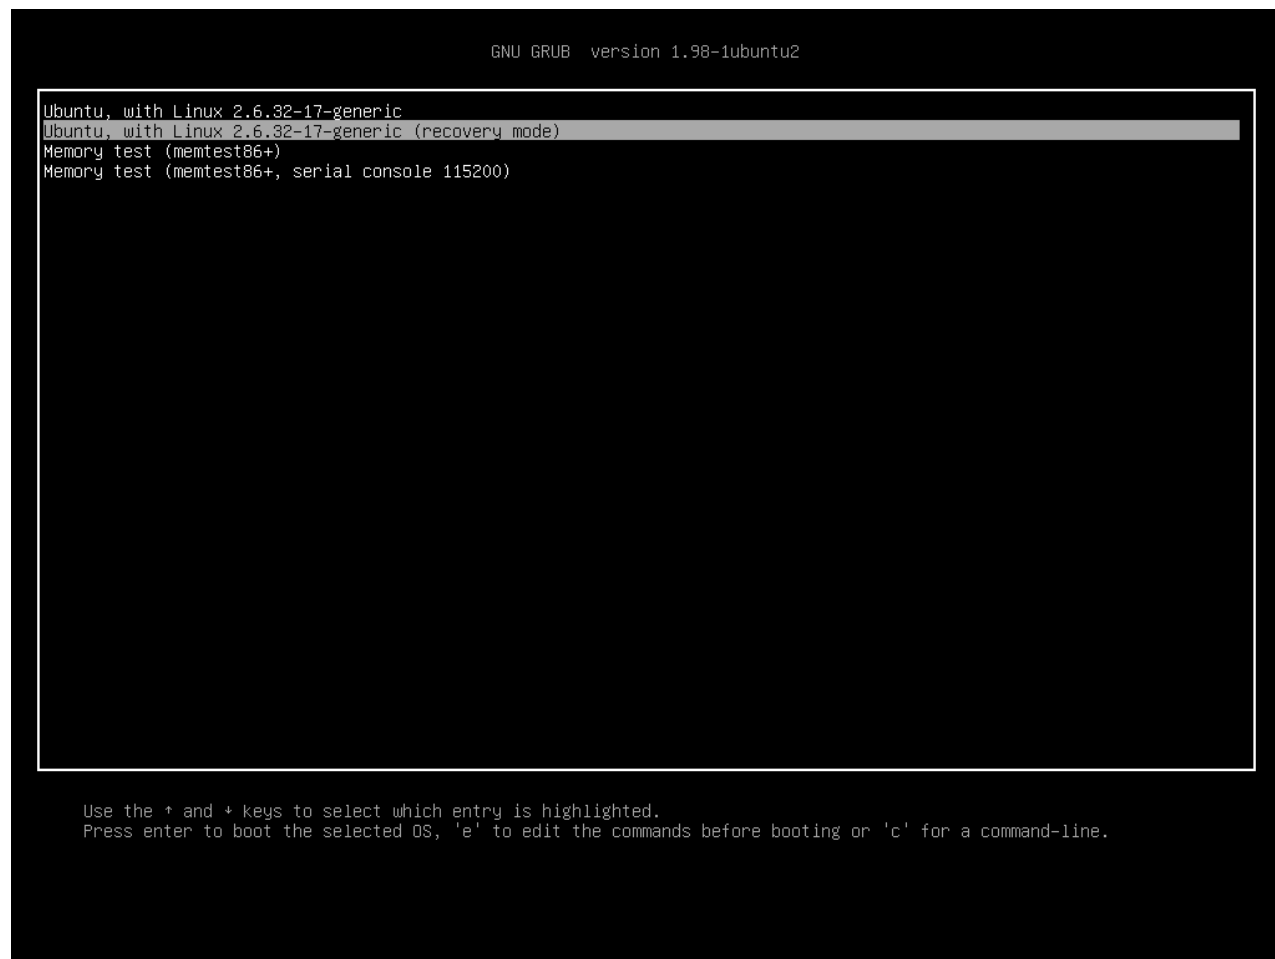 GNU GRUB  version 1.98-1ubuntu2
Ubuntu, with Linux 2.6.32-17-generic
Ubuntu, with Linux 2.6.32-17-generic (recovery mode)
Memory test (memtest86+)
Memory test (memtest86+, serial console 115200)
Use the ↑ and ↓ keys to select which entry is highlighted.
Press enter to boot the selected OS, 'e' to edit the commands before booting or 'c' for a command-line.